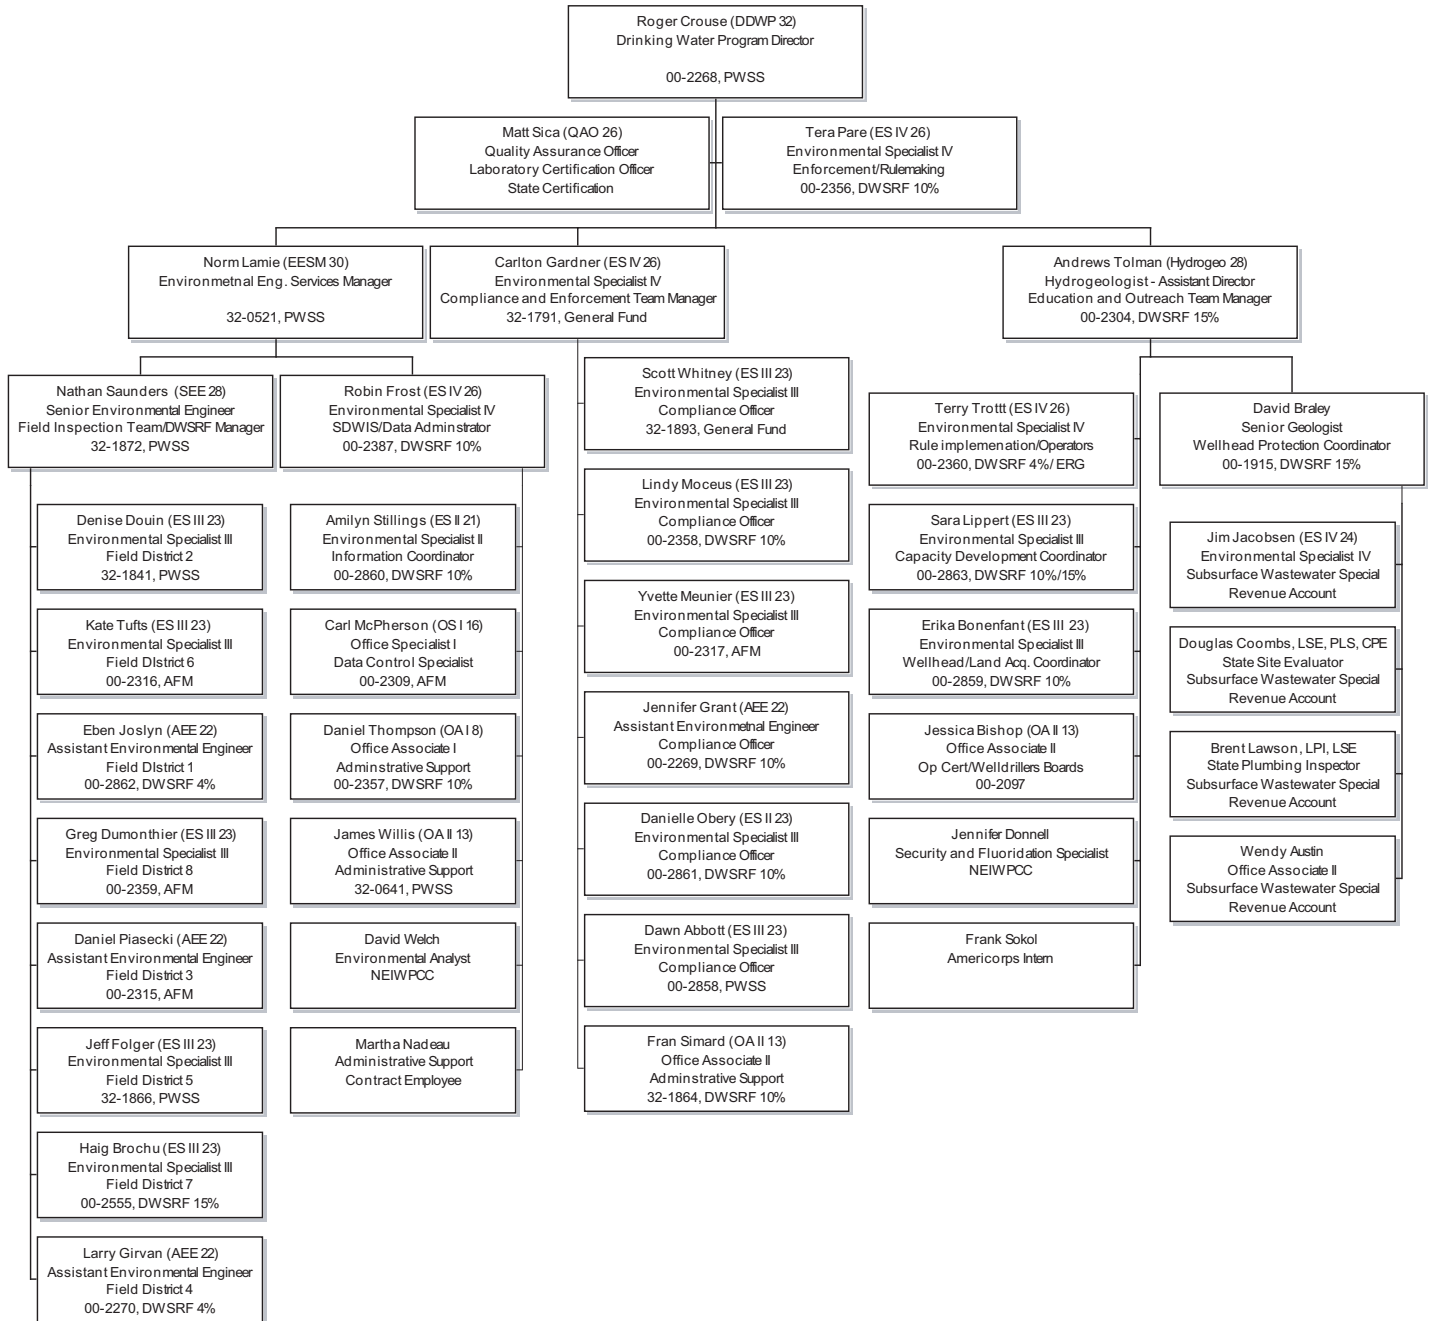 Roger Crouse (DDWP 32)
Drinking Water Program Director
00-2268, PWSS
Matt Sica (QAO 26)
Quality Assurance Officer
Laboratory Certification Officer
State Certification
Tera Pare (ES IV 26)
Environmental Specialist IV
Enforcement/Rulemaking
00-2356, DWSRF 10%
Norm Lamie (EESM 30)
Environmetnal Eng. Services Manager
32-0521, PWSS
Carlton Gardner (ES IV 26)
Environmental Specialist IV
Compliance and Enforcement Team Manager
32-1791, General Fund
Andrews Tolman (Hydrogeo 28)
Hydrogeologist - Assistant Director
Education and Outreach Team Manager
00-2304, DWSRF 15%
Nathan Saunders (SEE 28)
Senior Environmental Engineer
Field Inspection Team/DWSRF Manager
32-1872, PWSS
Denise Douin (ES III 23)
Environmental Specialist III
Field District 2
32-1841, PWSS
Kate Tufts (ES III 23)
Environmental Specialist III
Field DIstrict 6
00-2316, AFM
Eben Joslyn (AEE 22)
Assistant Environmental Engineer
Field DIstrict 1
00-2862, DWSRF 4%
Greg Dumonthier (ES III 23)
Environmental Specialist III
Field District 8
00-2359, AFM
Daniel Piasecki (AEE 22)
Assistant Environmental Engineer
Field District 3
00-2315, AFM
Jeff Folger (ES III 23)
Environmental Specialist III
Field District 5
32-1866, PWSS
Haig Brochu (ES III 23)
Environmental Specialist III
Field District 7
00-2555, DWSRF 15%
Larry Girvan (AEE 22)
Assistant Environmental Engineer
Field District 4
00-2270, DWSRF 4%
Robin Frost (ES IV 26)
Environmental Specialist IV
SDWIS/Data Adminstrator
00-2387, DWSRF 10%
Amilyn Stillings (ES II 21)
Environmental Specialist II
Information Coordinator
00-2860, DWSRF 10%
Carl McPherson (OS I 16)
Office Specialist I
Data Control Specialist
00-2309, AFM
Daniel Thompson (OA I 8)
Office Associate I
Adminstrative Support
00-2357, DWSRF 10%
James Willis (OA II 13)
Office Associate II
Administrative Support
32-0641, PWSS
David Welch
Environmental Analyst
NEIWPCC
Martha Nadeau
Administrative Support
Contract Employee
Scott Whitney (ES III 23)
Environmental Specialist III
Compliance Officer
32-1893, General Fund
Lindy Moceus (ES III 23)
Environmental Specialist III
Compliance Officer
00-2358, DWSRF 10%
Yvette Meunier (ES III 23)
Environmental Specialist III
Compliance Officer
00-2317, AFM
Jennifer Grant (AEE 22)
Assistant Environmetnal Engineer
Compliance Officer
00-2269, DWSRF 10%
Danielle Obery (ES II 23)
Environmental Specialist III
Compliance Officer
00-2861, DWSRF 10%
Dawn Abbott (ES III 23)
Environmental Specialist III
Compliance Officer
00-2858, PWSS
Fran Simard (OA II 13)
Office Associate II
Adminstrative Support
32-1864, DWSRF 10%
Terry Trottt (ES IV 26)
Environmental Specialist IV
Rule implemenation/Operators
00-2360, DWSRF 4%/ ERG
Sara Lippert (ES III 23)
Environmental Specialist III
Capacity Development Coordinator
00-2863, DWSRF 10%/15%
Erika Bonenfant (ES III 23)
Environmental Specialist III
Wellhead/Land Acq. Coordinator
00-2859, DWSRF 10%
Jessica Bishop (OA II 13)
Office Associate II
Op Cert/Welldrillers Boards
00-2097
Jennifer Donnell
Security and Fluoridation Specialist
NEIWPCC
Frank Sokol
Americorps Intern
David Braley
Senior Geologist
Wellhead Protection Coordinator
00-1915, DWSRF 15%
Jim Jacobsen (ES IV 24)
Environmental Specialist IV
Subsurface Wastewater Special
Revenue Account
Douglas Coombs, LSE, PLS, CPE
State Site Evaluator
Subsurface Wastewater Special
Revenue Account
Brent Lawson, LPI, LSE
State Plumbing Inspector
Subsurface Wastewater Special
Revenue Account
Wendy Austin
Office Associate II
Subsurface Wastewater Special
Revenue Account